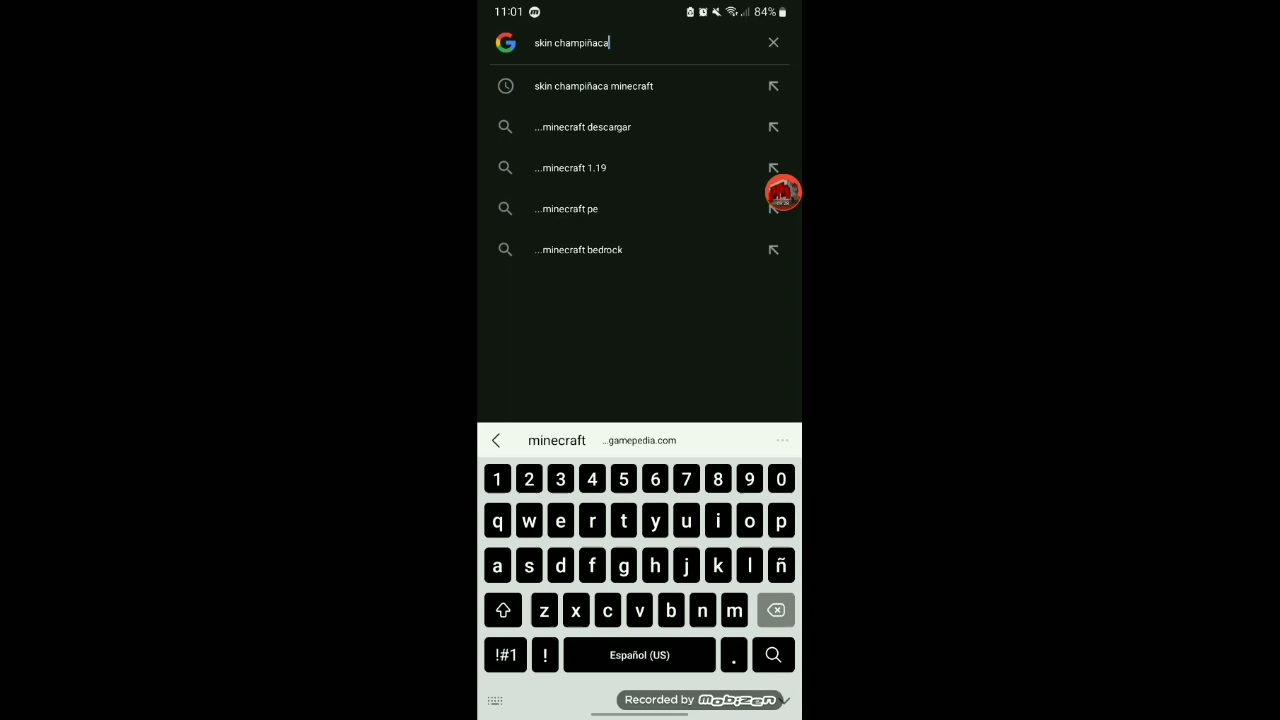 11:01 84%
skin champiñaca
skin champiñaca minecraft
...minecraft descargar
...minecraft 1.19
...minecraft pe
...minecraft bedrock
minecraft ...gamepedia.com
1 2 3 4 5 6 7 8 9 0
q w e r t y u i o p
a s d f g h j k l ñ
z x c v b n m
!#1 ! Español (US) .
Recorded by mobizen